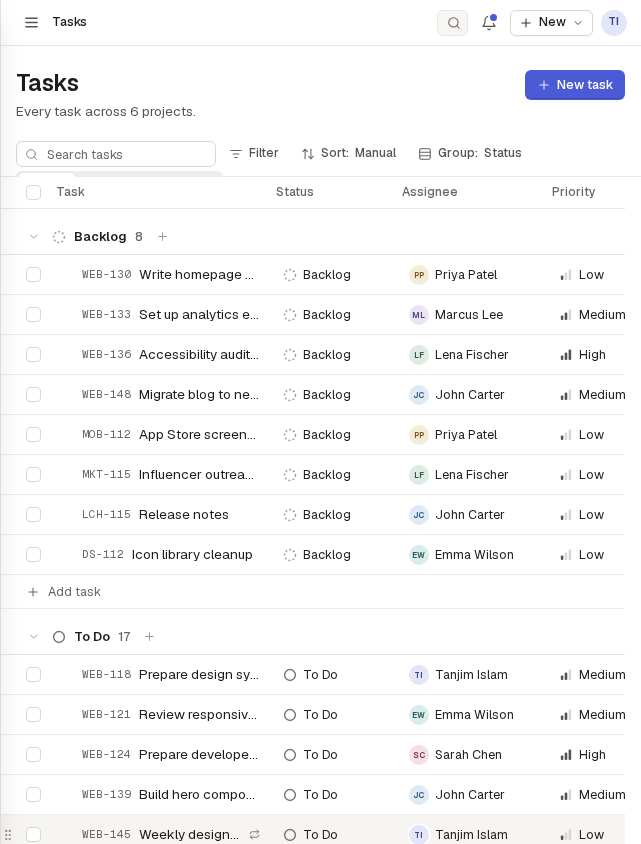 Tasks
New
TI
Tasks
New task
Every task across 6 projects.
Search tasks
Filter
Sort: Manual
Group: Status
Task Status Assignee Priority
Backlog 8
WEB-130 Write homepage ... Backlog PP Priya Patel Low
WEB-133 Set up analytics e... Backlog ML Marcus Lee Medium
WEB-136 Accessibility audit... Backlog LF Lena Fischer High
WEB-148 Migrate blog to ne... Backlog JC John Carter Medium
MOB-112 App Store screen... Backlog PP Priya Patel Low
MKT-115 Influencer outrea... Backlog LF Lena Fischer Low
LCH-115 Release notes Backlog JC John Carter Low
DS-112 Icon library cleanup Backlog EW Emma Wilson Low
Add task
To Do 17
WEB-118 Prepare design sy... To Do TI Tanjim Islam Medium
WEB-121 Review responsiv... To Do EW Emma Wilson Medium
WEB-124 Prepare develope... To Do SC Sarah Chen High
WEB-139 Build hero compo... To Do JC John Carter Medium
WEB-145 Weekly design... To Do TI Tanjim Islam Low